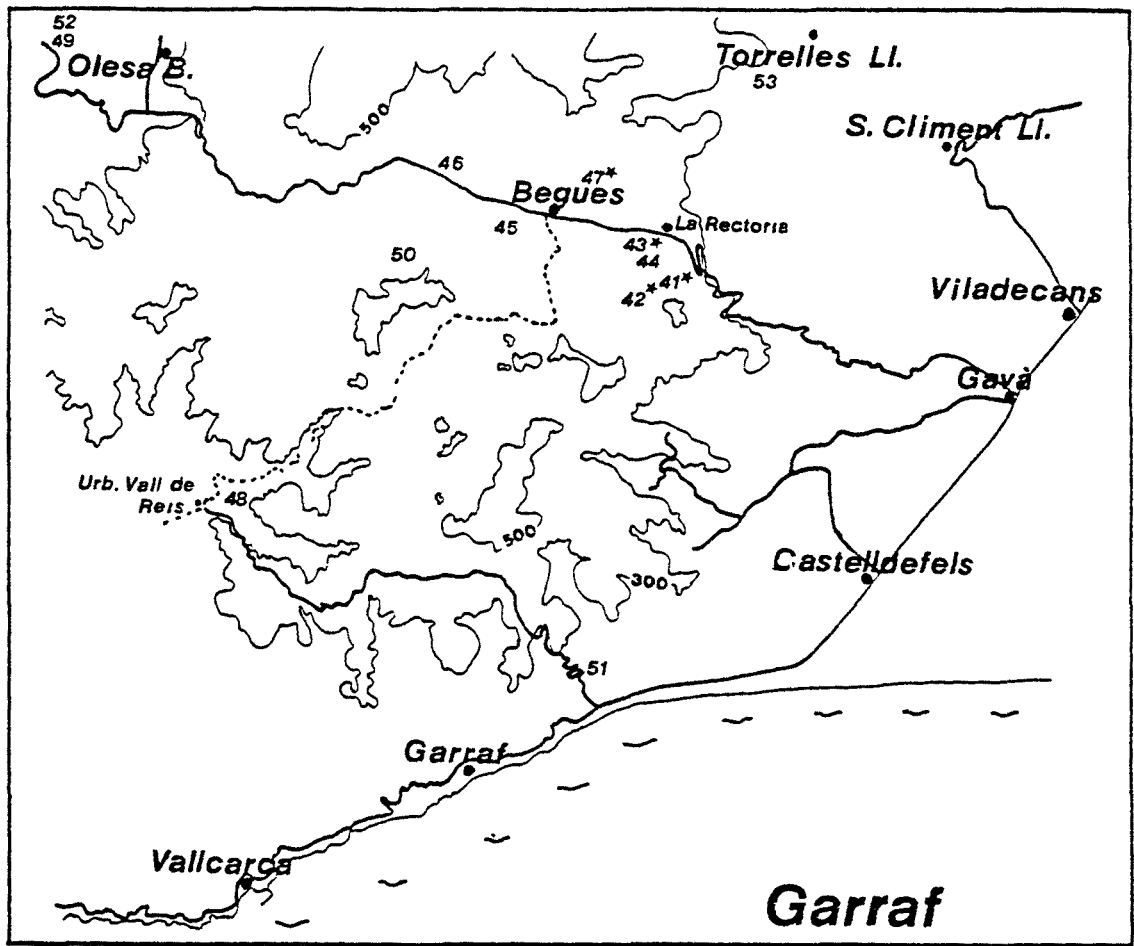 52
49
Olesa B.
Torrelles Ll.
53
500
S. Climent Ll.
46
47*
Begues
45
La Rectoria
43*
44
50
42* 41*
Viladecans
Gavà
Urb. Vall de
Reis
48
500
300
Castelldefels
51
Garraf
Vallcarca
Garraf